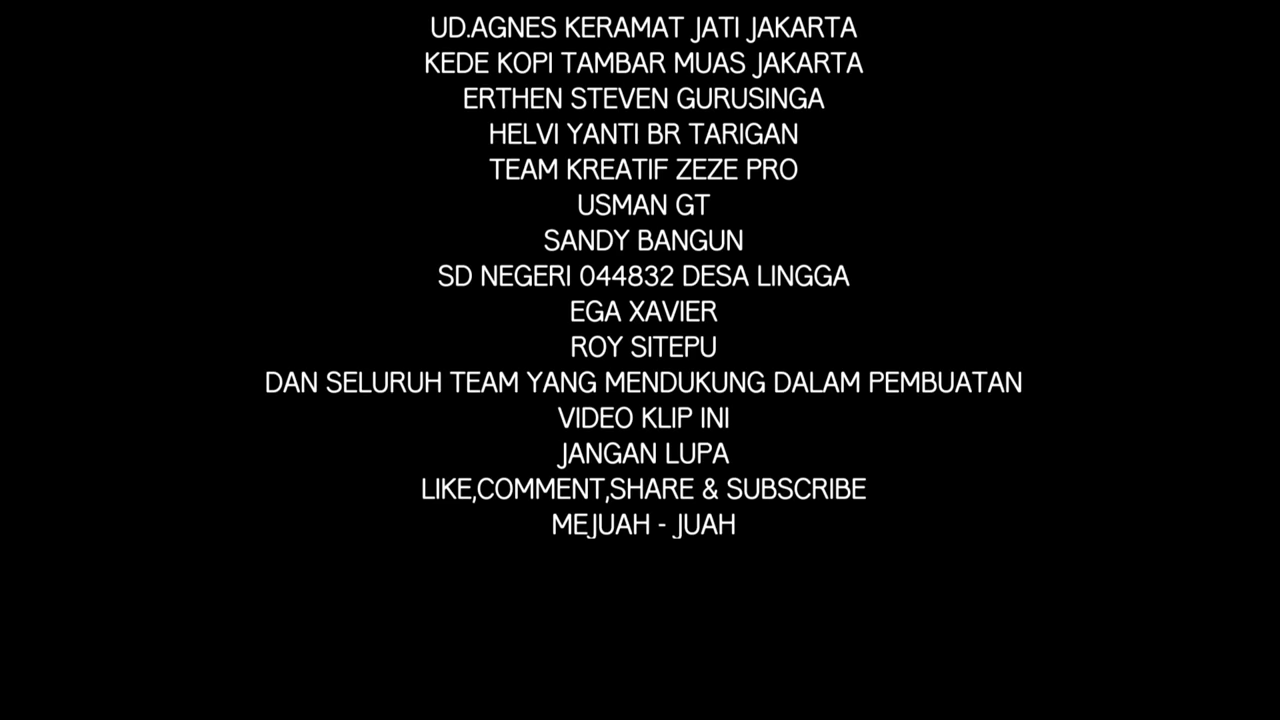 UD.AGNES KERAMAT JATI JAKARTA
KEDE KOPI TAMBAR MUAS JAKARTA
ERTHEN STEVEN GURUSINGA
HELVI YANTI BR TARIGAN
TEAM KREATIF ZEZE PRO
USMAN GT
SANDY BANGUN
SD NEGERI 044832 DESA LINGGA
EGA XAVIER
ROY SITEPU
DAN SELURUH TEAM YANG MENDUKUNG DALAM PEMBUATAN
VIDEO KLIP INI
JANGAN LUPA
LIKE,COMMENT,SHARE & SUBSCRIBE
MEJUAH - JUAH